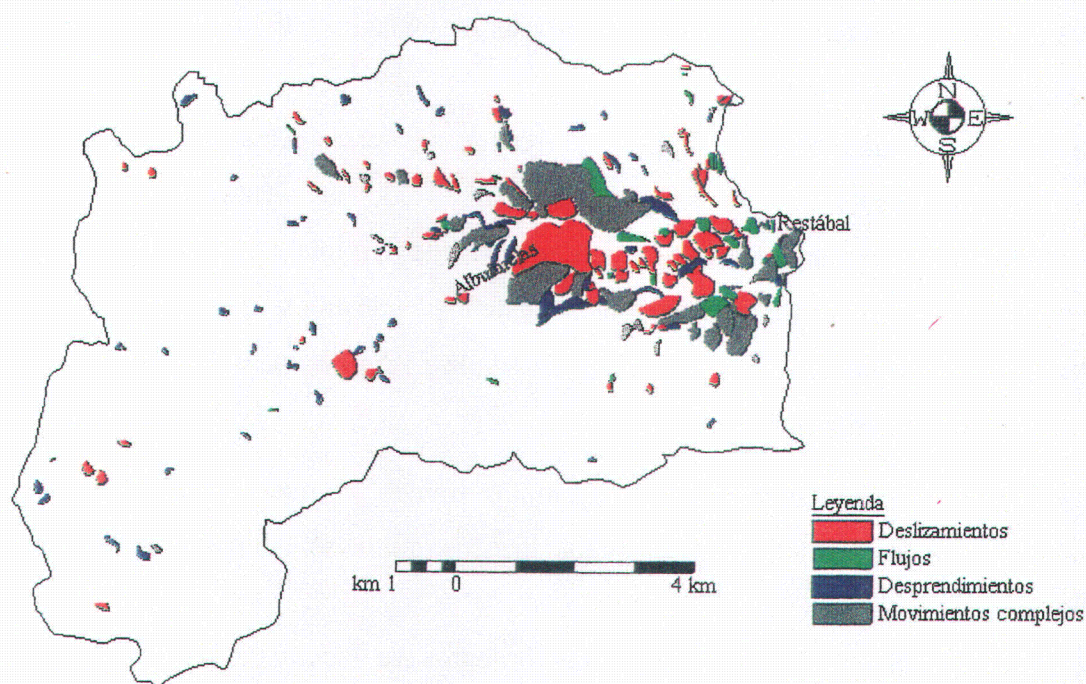 N
W E
S
Restábal
Albuñuelas
Leyenda
Deslizamientos
Flujos
Desprendimientos
Movimientos complejos
km 1 0 4 km